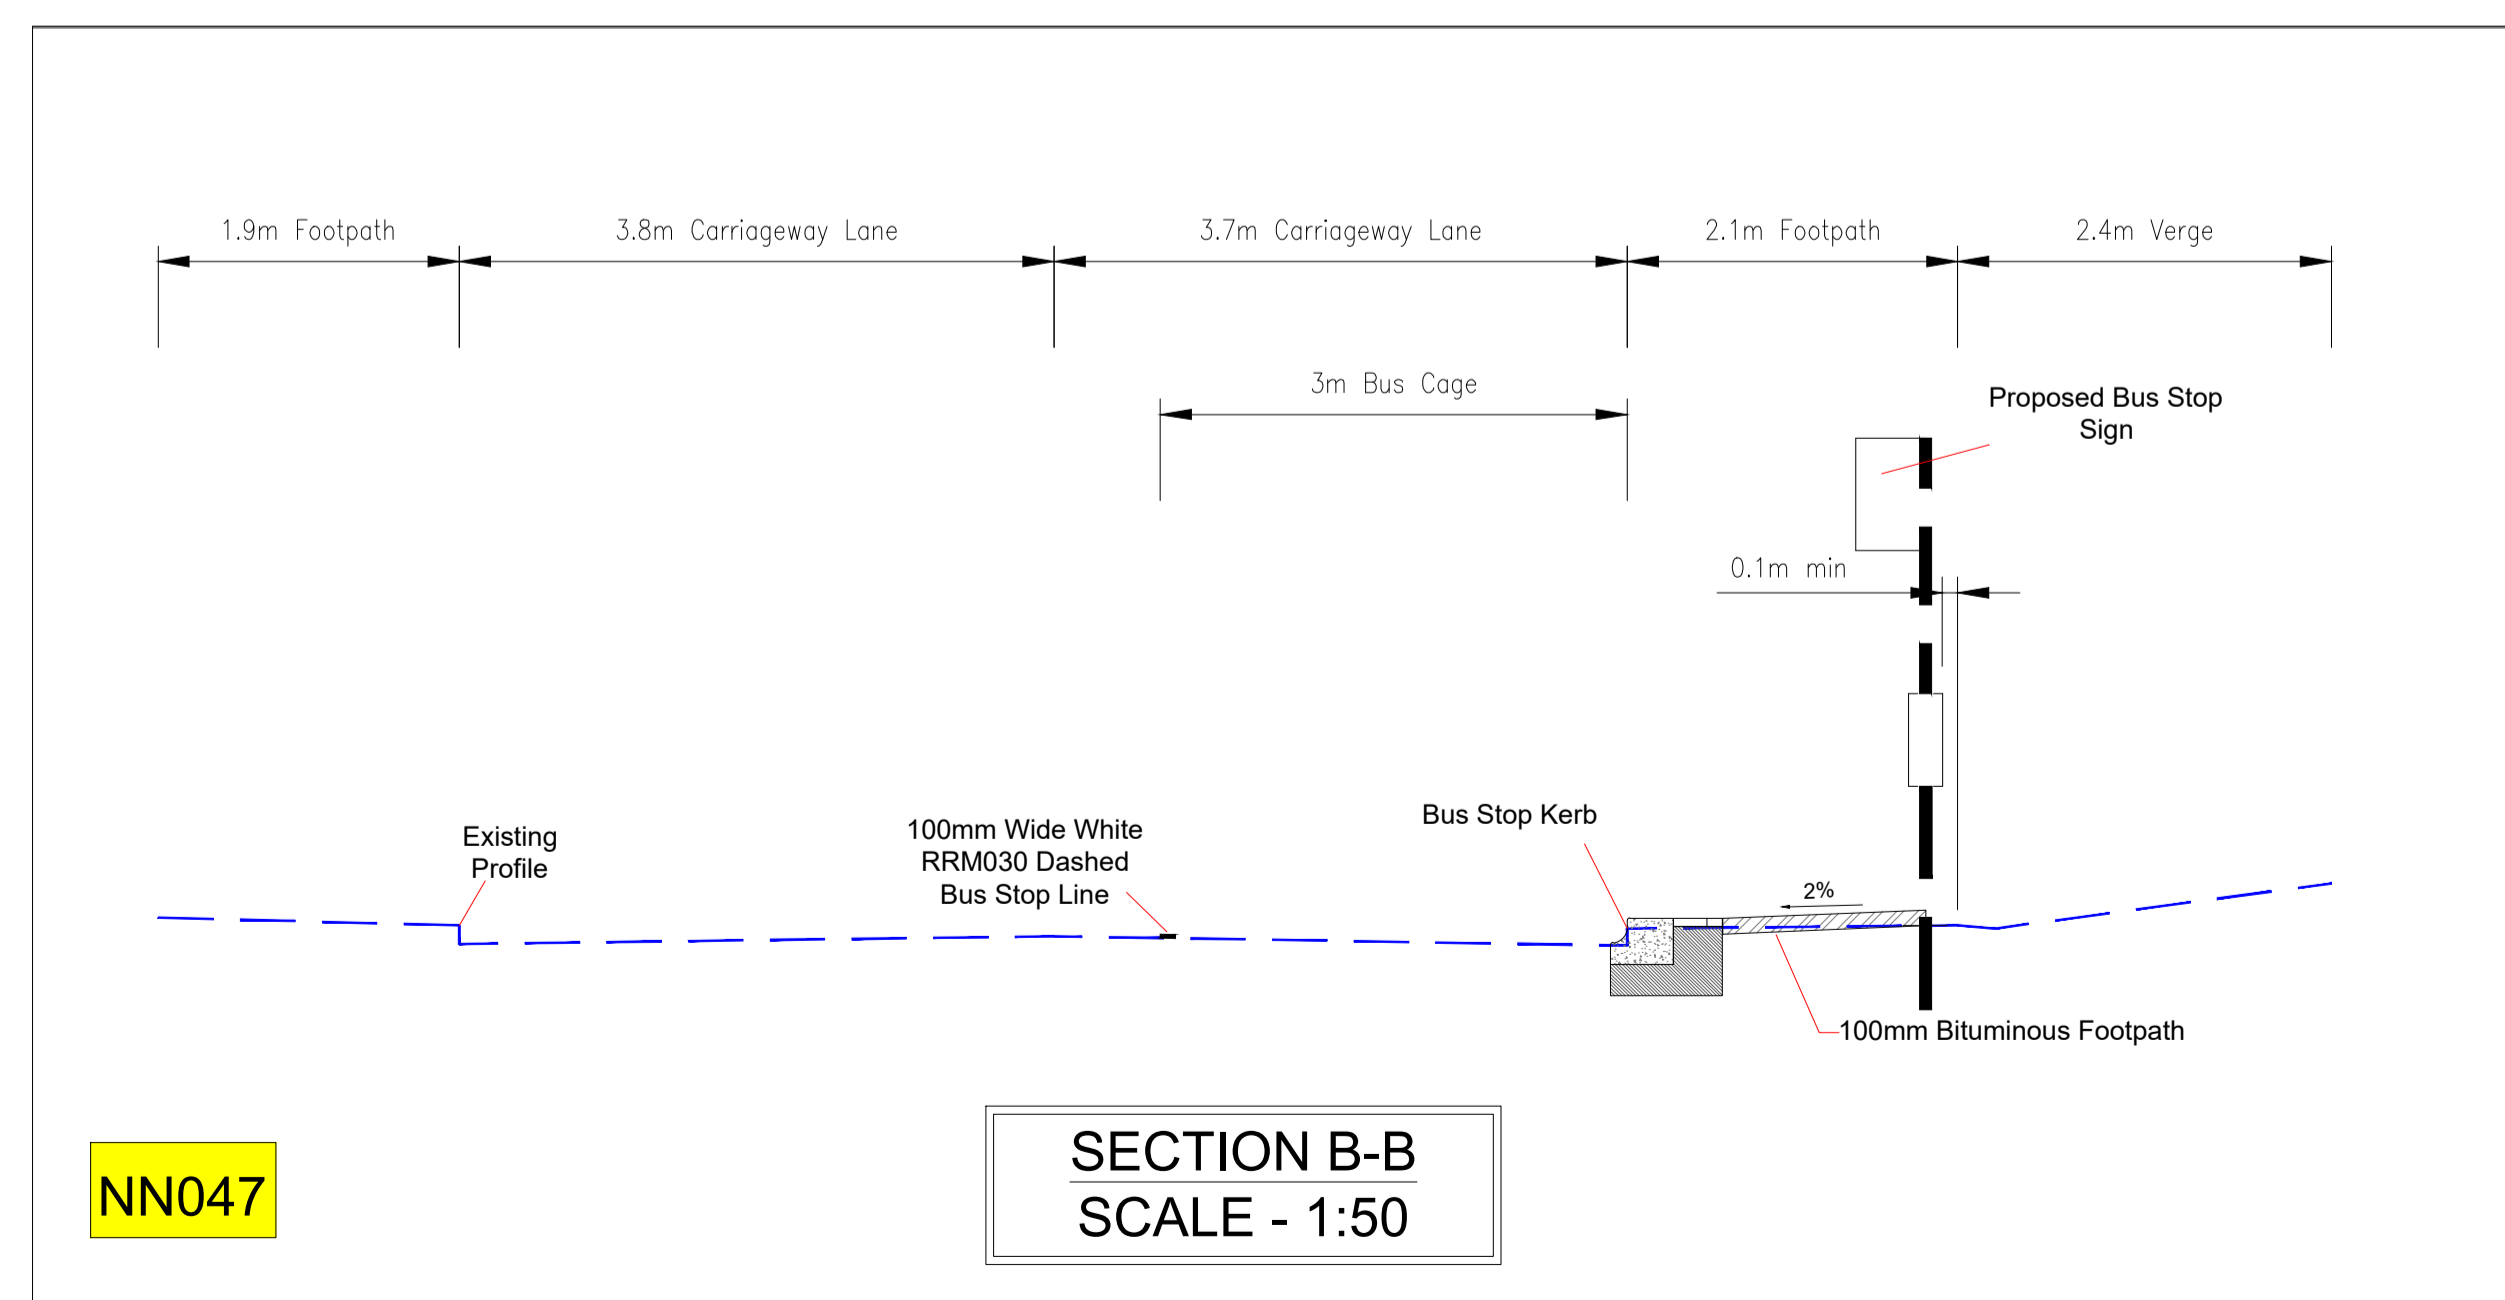 1.9m Footpath
3.8m Carriageway Lane
3.7m Carriageway Lane
2.1m Footpath
2.4m Verge
3m Bus Cage
Proposed Bus Stop
Sign
0.1m min
Existing
Profile
100mm Wide White
RRM030 Dashed
Bus Stop Line
Bus Stop Kerb
2%
100mm Bituminous Footpath
SECTION B-B
SCALE - 1:50
NN047